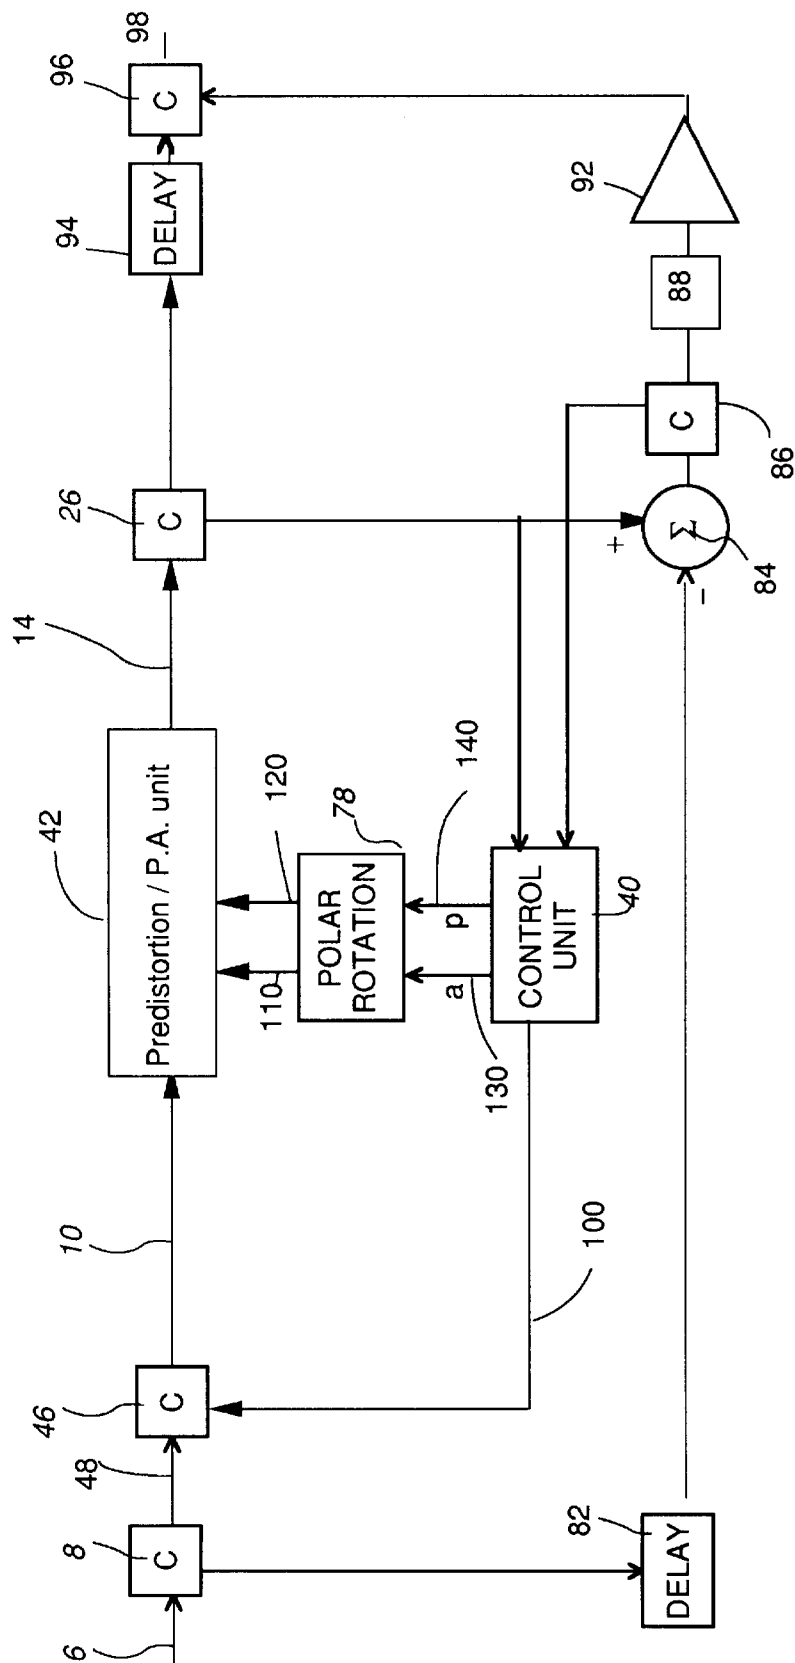 6
8
C
48
46
C
10
42
Predistortion / P.A. unit
14
26
C
94
DELAY
96
C
98
110
120
78
POLAR
ROTATION
130
a
p
140
CONTROL
UNIT
40
100
82
DELAY
-
+
Σ
84
C
86
88
92